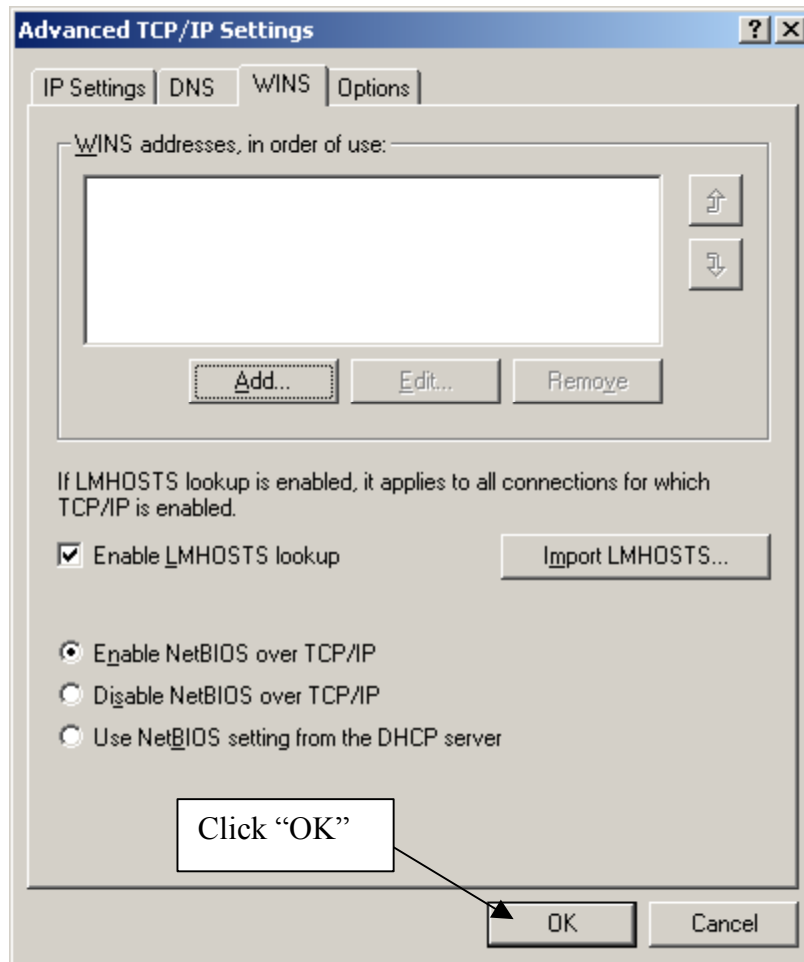 Advanced TCP/IP Settings
IP Settings DNS WINS Options
WINS addresses, in order of use:
Add... Edit... Remove
If LMHOSTS lookup is enabled, it applies to all connections for which
TCP/IP is enabled.
Enable LMHOSTS lookup Import LMHOSTS...
Enable NetBIOS over TCP/IP
Disable NetBIOS over TCP/IP
Use NetBIOS setting from the DHCP server
Click “OK”
OK Cancel